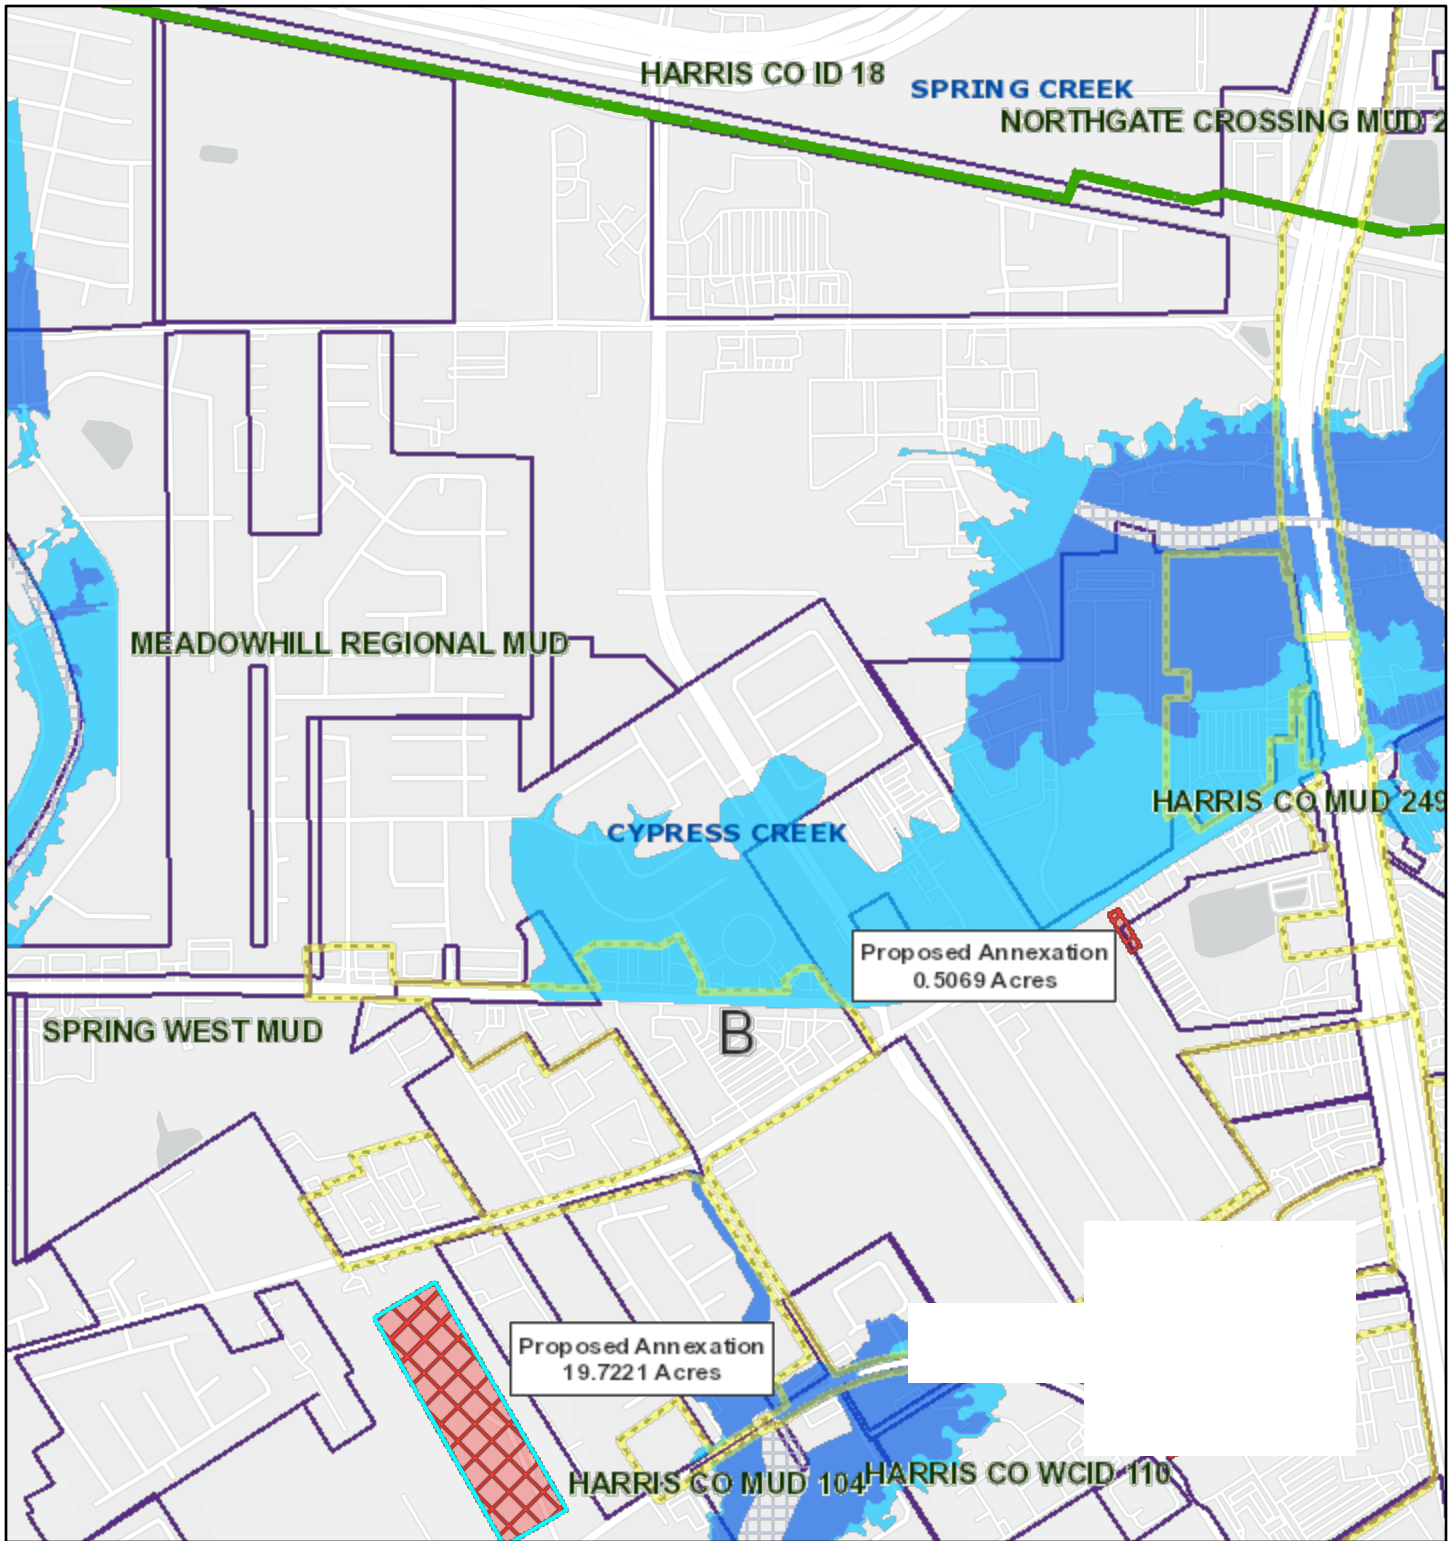 HARRIS CO ID 18
SPRING CREEK
NORTHGATE CROSSING MUD 2
MEADOWHILL REGIONAL MUD
HARRIS CO MUD 249
CYPRESS CREEK
Proposed Annexation
0.5069 Acres
SPRING WEST MUD
B
Proposed Annexation
19.7221 Acres
HARRIS CO MUD 104
HARRIS CO WCID 110